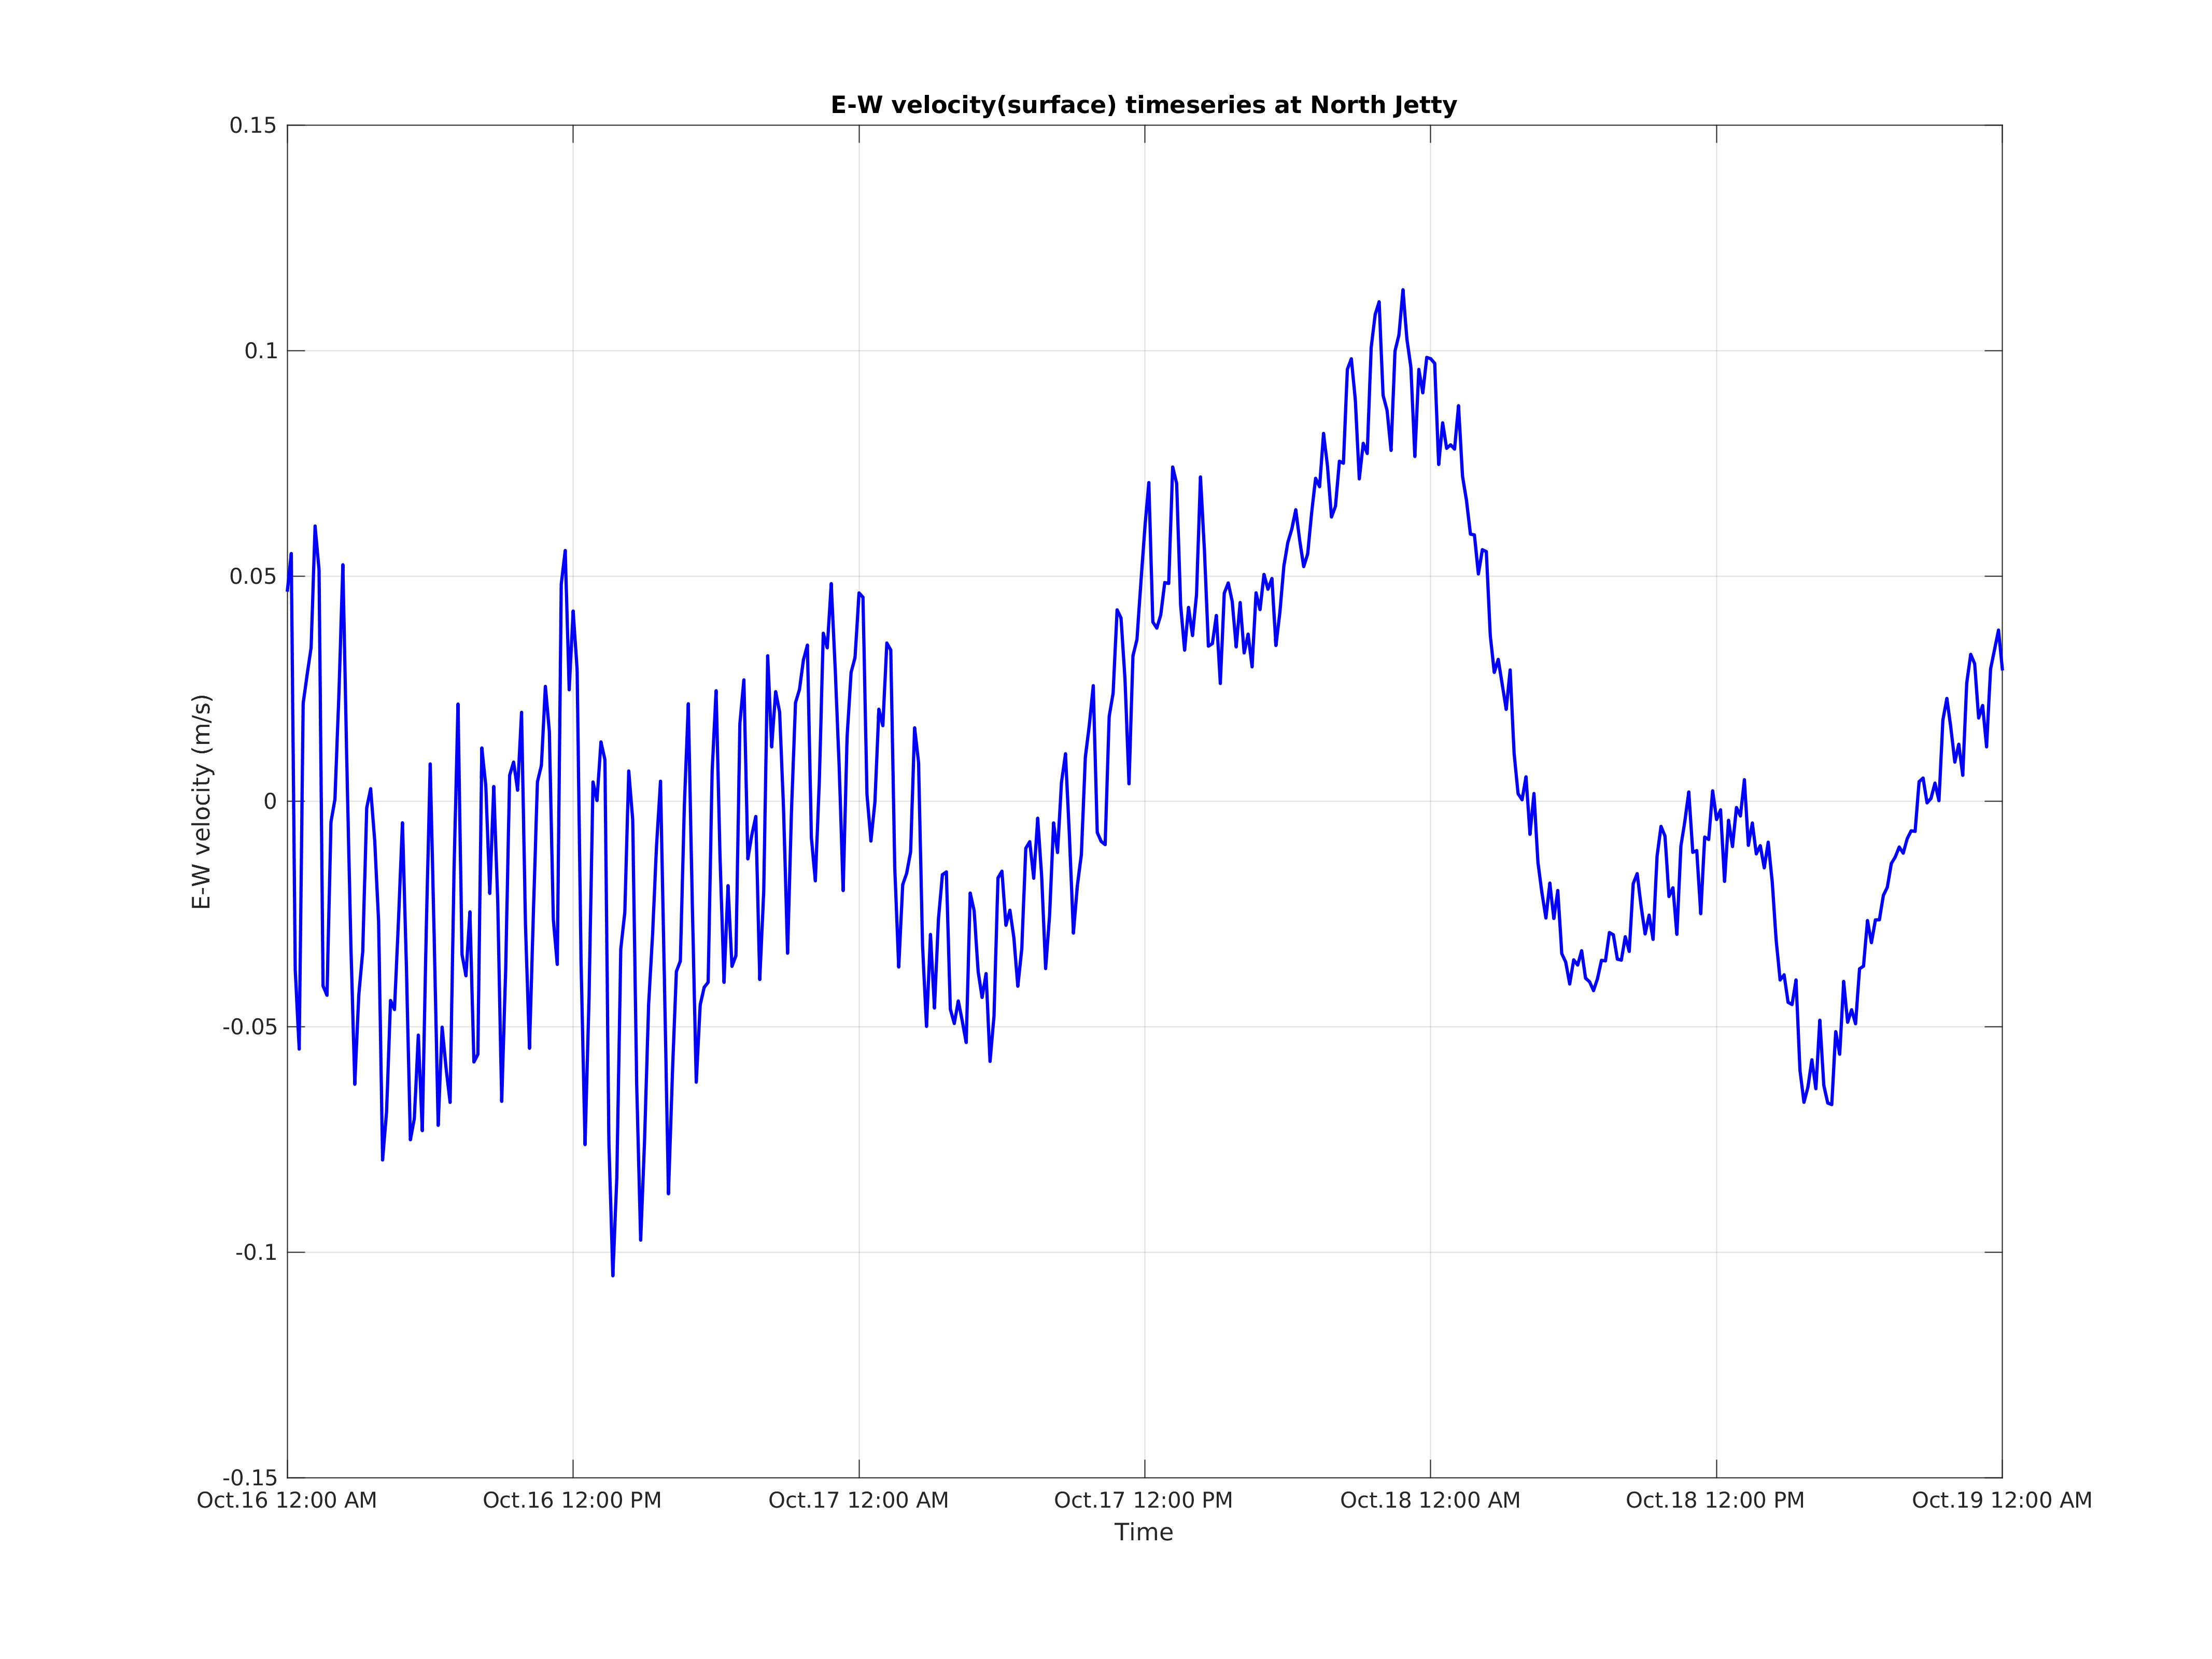 E-W velocity(surface) timeseries at North Jetty
0.15
0.1
0.05
0
-0.05
-0.1
-0.15
E-W velocity (m/s)
Oct.16 12:00 AM Oct.16 12:00 PM Oct.17 12:00 AM Oct.17 12:00 PM Oct.18 12:00 AM Oct.18 12:00 PM Oct.19 12:00 AM
Time